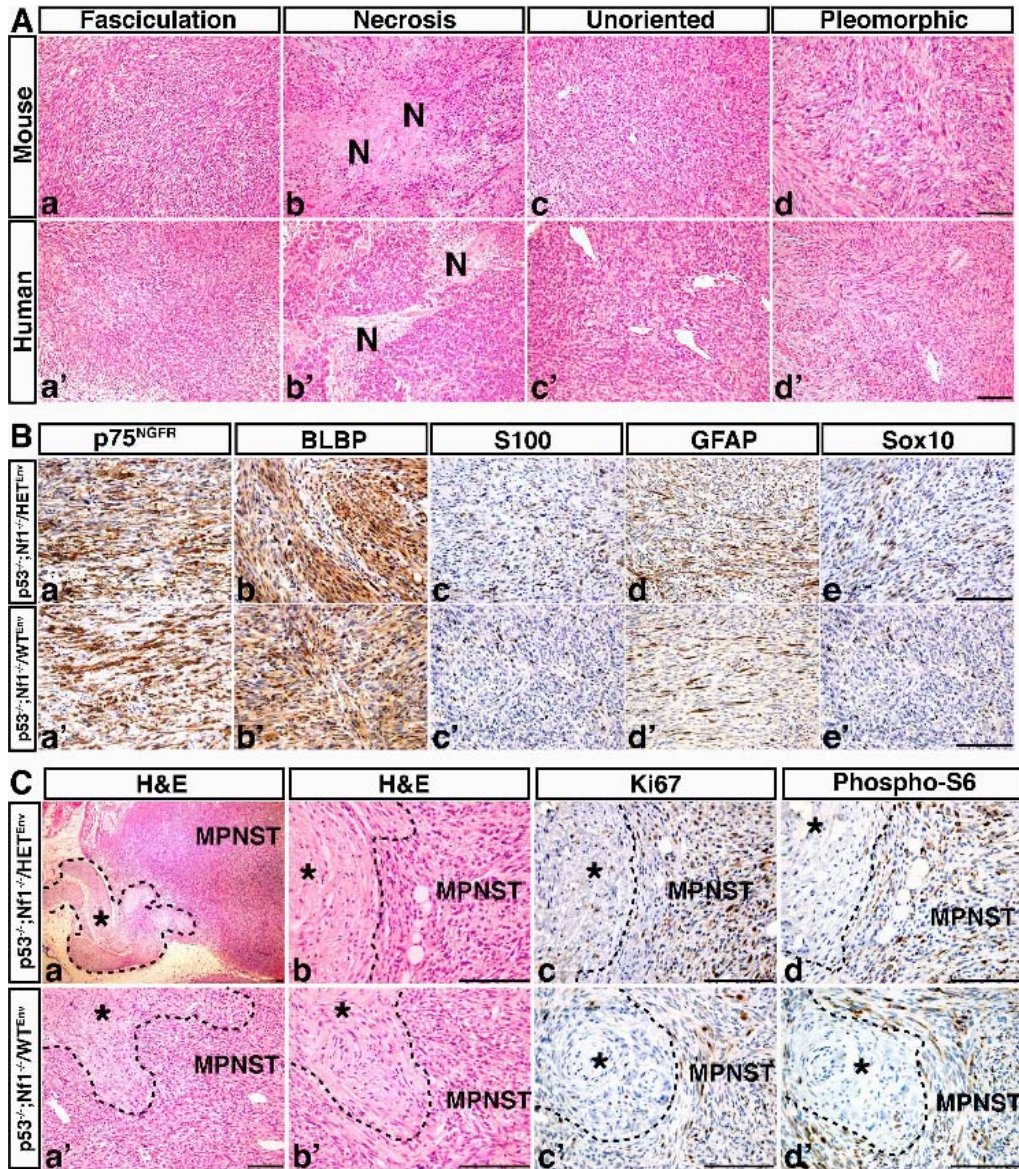 A
Fasciculation Necrosis Unoriented Pleomorphic
Mouse
N
N
a b c d
Human
N
N
a' b' c' d'
B
p75NGFR BLBP S100 GFAP Sox10
p53-/-;Nf1-/-/HETEnv
a b c d e
p53-/-;Nf1-/-/WTEnv
a' b' c' d' e'
C
H&E H&E Ki67 Phospho-S6
p53-/-;Nf1-/-/HETEnv
MPNST MPNST MPNST MPNST
* * * *
a b c d
p53-/-;Nf1-/-/WTEnv
* * * *
MPNST MPNST MPNST MPNST
a' b' c' d'